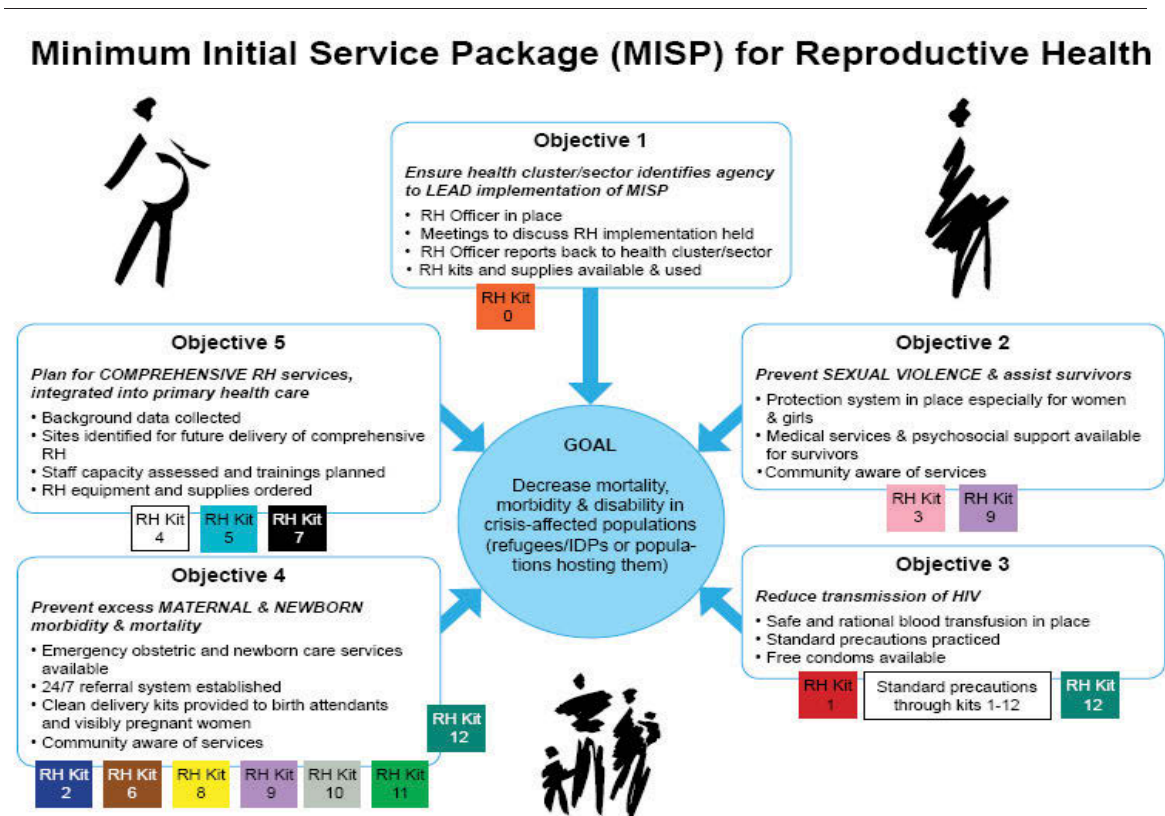 Minimum Initial Service Package (MISP) for Reproductive Health
Objective 1
Ensure health cluster/sector identifies agency
to LEAD implementation of MISP
• RH Officer in place
• Meetings to discuss RH implementation held
• RH Officer reports back to health cluster/sector
• RH kits and supplies available & used
RH Kit
0
Objective 5
Plan for COMPREHENSIVE RH services,
integrated into primary health care
• Background data collected
• Sites identified for future delivery of comprehensive
RH
• Staff capacity assessed and trainings planned
• RH equipment and supplies ordered
RH Kit
4
RH Kit
5
RH Kit
7
Objective 2
Prevent SEXUAL VIOLENCE & assist survivors
• Protection system in place especially for women
& girls
• Medical services & psychosocial support available
for survivors
• Community aware of services
RH Kit
3
RH Kit
9
GOAL
Decrease mortality,
morbidity & disability in
crisis-affected populations
(refugees/IDPs or popula-
tions hosting them)
Objective 4
Prevent excess MATERNAL & NEWBORN
morbidity & mortality
• Emergency obstetric and newborn care services
available
• 24/7 referral system established
• Clean delivery kits provided to birth attendants
and visibly pregnant women
• Community aware of services
RH Kit
12
RH Kit
2
RH Kit
6
RH Kit
8
RH Kit
9
RH Kit
10
RH Kit
11
Objective 3
Reduce transmission of HIV
• Safe and rational blood transfusion in place
• Standard precautions practiced
• Free condoms available
RH Kit
1
Standard precautions
through kits 1-12
RH Kit
12